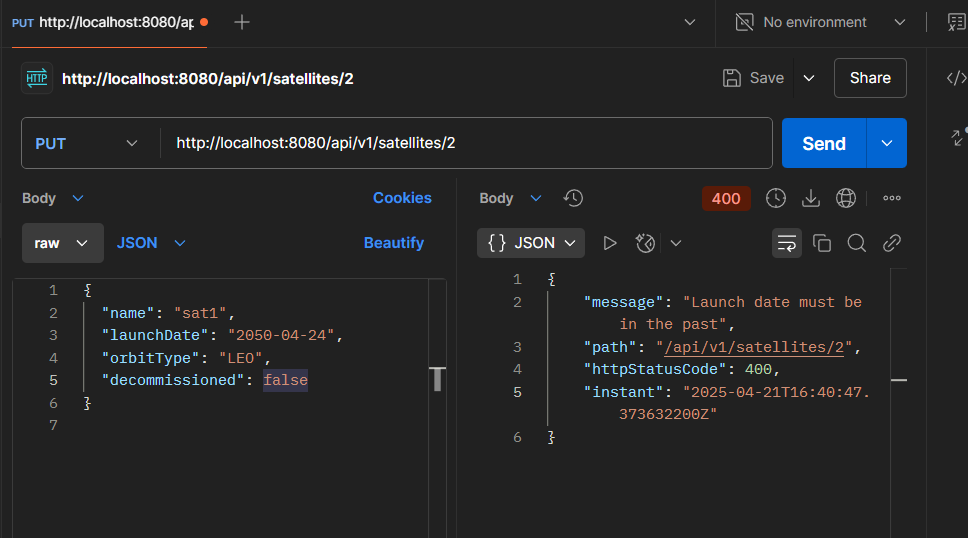 PUT http://localhost:8080/ap
No environment
HTTP http://localhost:8080/api/v1/satellites/2
Save
Share
PUT
http://localhost:8080/api/v1/satellites/2
Send
Body
Cookies
raw
JSON
Beautify
1 {
2 "name": "sat1",
3 "launchDate": "2050-04-24",
4 "orbitType": "LEO",
5 "decommissioned": false
6 }
7
Body
400
{} JSON
1 {
2 "message": "Launch date must be
in the past",
3 "path": "/api/v1/satellites/2",
4 "httpStatusCode": 400,
5 "instant": "2025-04-21T16:40:47.
373632200Z"
6 }